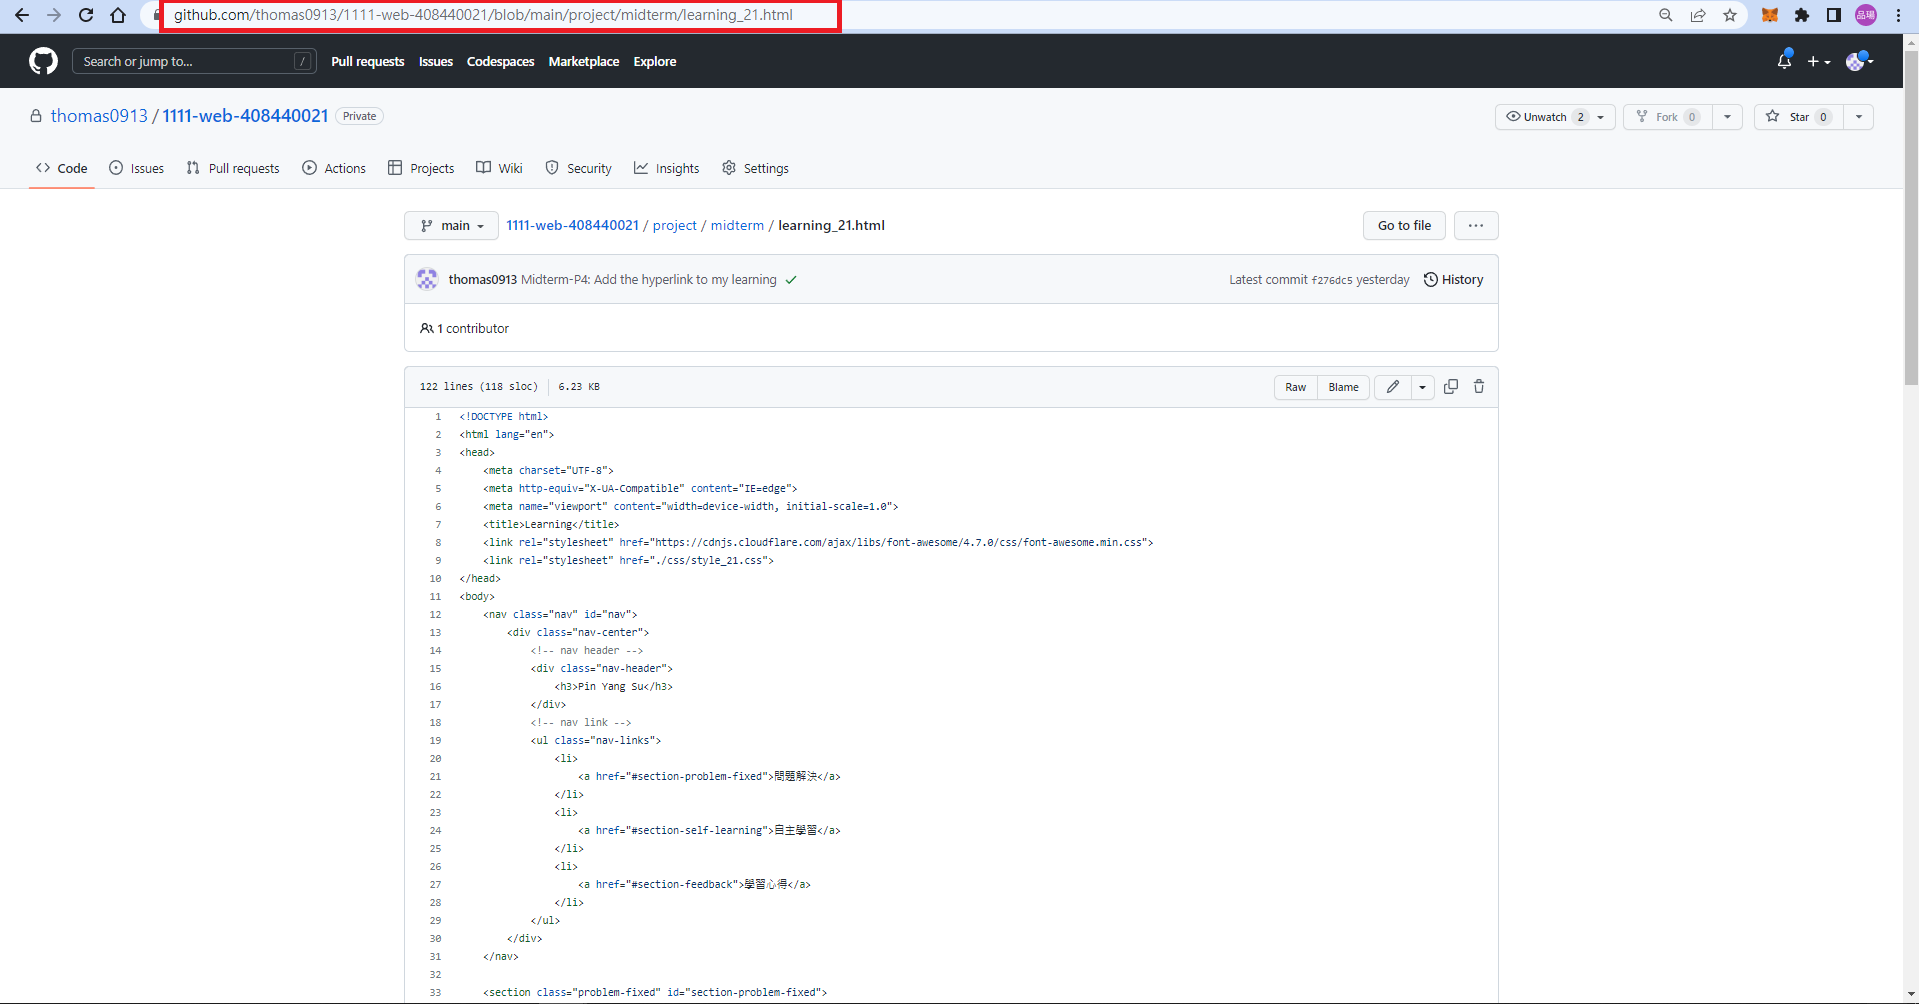 github.com/thomas0913/1111-web-408440021/blob/main/project/midterm/learning_21.html
品瑒
Search or jump to... /
Pull requests Issues Codespaces Marketplace Explore
thomas0913 / 1111-web-408440021 Private
Unwatch 2 Fork 0 Star 0
Code Issues Pull requests Actions Projects Wiki Security Insights Settings
main 1111-web-408440021 / project / midterm / learning_21.html Go to file ...
thomas0913 Midterm-P4: Add the hyperlink to my learning Latest commit f276dc5 yesterday History
1 contributor
122 lines (118 sloc) 6.23 KB Raw Blame
1 <!DOCTYPE html>
2 <html lang="en">
3 <head>
4 <meta charset="UTF-8">
5 <meta http-equiv="X-UA-Compatible" content="IE=edge">
6 <meta name="viewport" content="width=device-width, initial-scale=1.0">
7 <title>Learning</title>
8 <link rel="stylesheet" href="https://cdnjs.cloudflare.com/ajax/libs/font-awesome/4.7.0/css/font-awesome.min.css">
9 <link rel="stylesheet" href="./css/style_21.css">
10 </head>
11 <body>
12 <nav class="nav" id="nav">
13 <div class="nav-center">
14 <!-- nav header -->
15 <div class="nav-header">
16 <h3>Pin Yang Su</h3>
17 </div>
18 <!-- nav link -->
19 <ul class="nav-links">
20 <li>
21 <a href="#section-problem-fixed">問題解決</a>
22 </li>
23 <li>
24 <a href="#section-self-learning">自主學習</a>
25 </li>
26 <li>
27 <a href="#section-feedback">學習心得</a>
28 </li>
29 </ul>
30 </div>
31 </nav>
32
33 <section class="problem-fixed" id="section-problem-fixed">